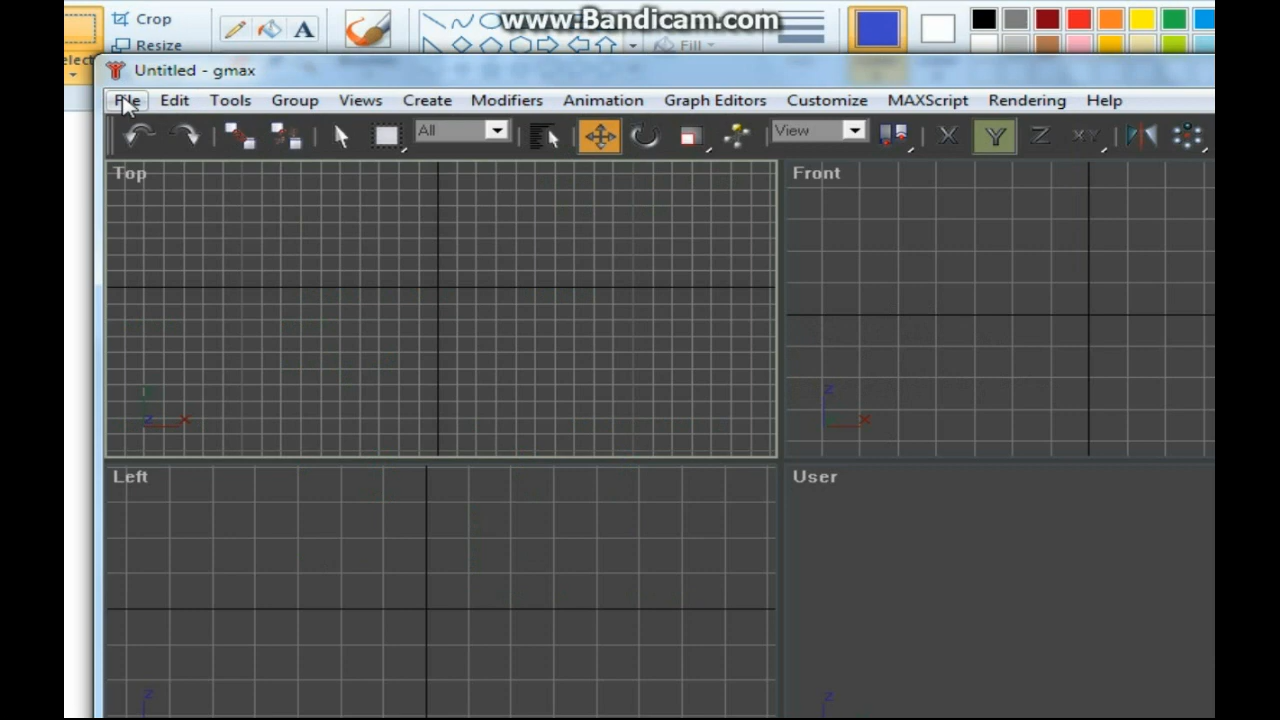 www.Bandicam.com
Crop
Resize
A
Fill
Untitled - gmax
File Edit Tools Group Views Create Modifiers Animation Graph Editors Customize MAXScript Rendering Help
All
View
X Y Z XY
Top
Front
Z X
Z X
Left
User
Z
Z